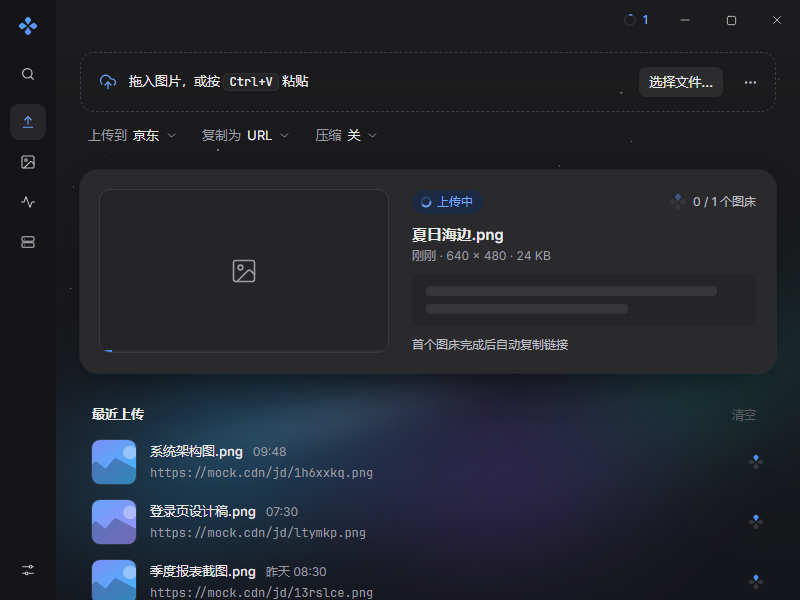 1
拖入图片，或按 Ctrl+V 粘贴
选择文件...
上传到 京东 复制为 URL 压缩 关
上传中
0 / 1 个图床
夏日海边.png
刚刚 · 640 × 480 · 24 KB
首个图床完成后自动复制链接
最近上传
清空
系统架构图.png 09:48
https://mock.cdn/jd/1h6xxkq.png
登录页设计稿.png 07:30
https://mock.cdn/jd/ltymkp.png
季度报表截图.png 昨天 08:30
https://mock.cdn/jd/13rslce.png